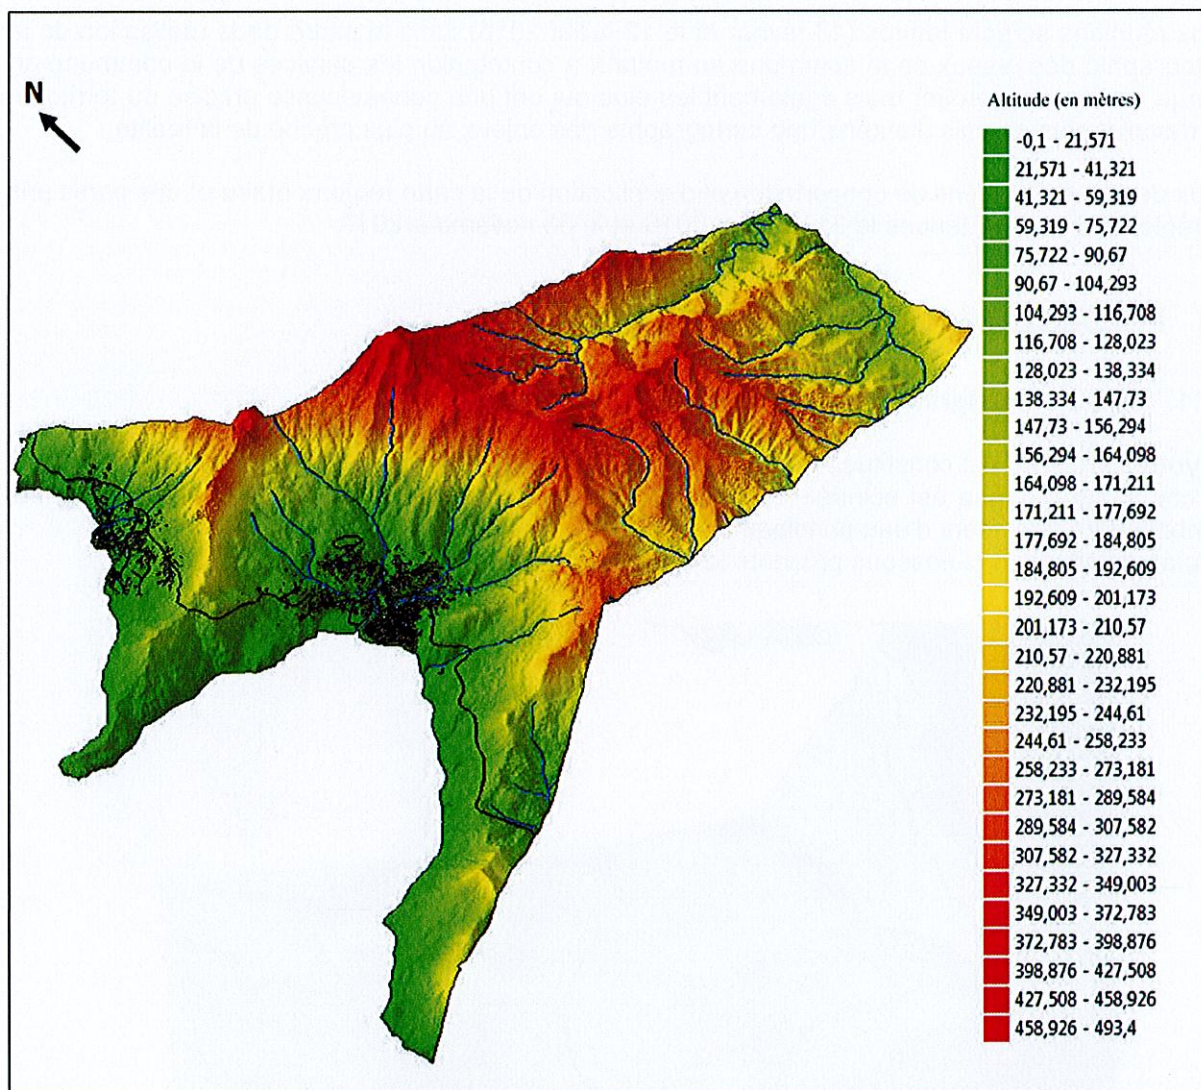 N
Altitude (en mètres)
-0,1 - 21,571
21,571 - 41,321
41,321 - 59,319
59,319 - 75,722
75,722 - 90,67
90,67 - 104,293
104,293 - 116,708
116,708 - 128,023
128,023 - 138,334
138,334 - 147,73
147,73 - 156,294
156,294 - 164,098
164,098 - 171,211
171,211 - 177,692
177,692 - 184,805
184,805 - 192,609
192,609 - 201,173
201,173 - 210,57
210,57 - 220,881
220,881 - 232,195
232,195 - 244,61
244,61 - 258,233
258,233 - 273,181
273,181 - 289,584
289,584 - 307,582
307,582 - 327,332
327,332 - 349,003
349,003 - 372,783
372,783 - 398,876
398,876 - 427,508
427,508 - 458,926
458,926 - 493,4